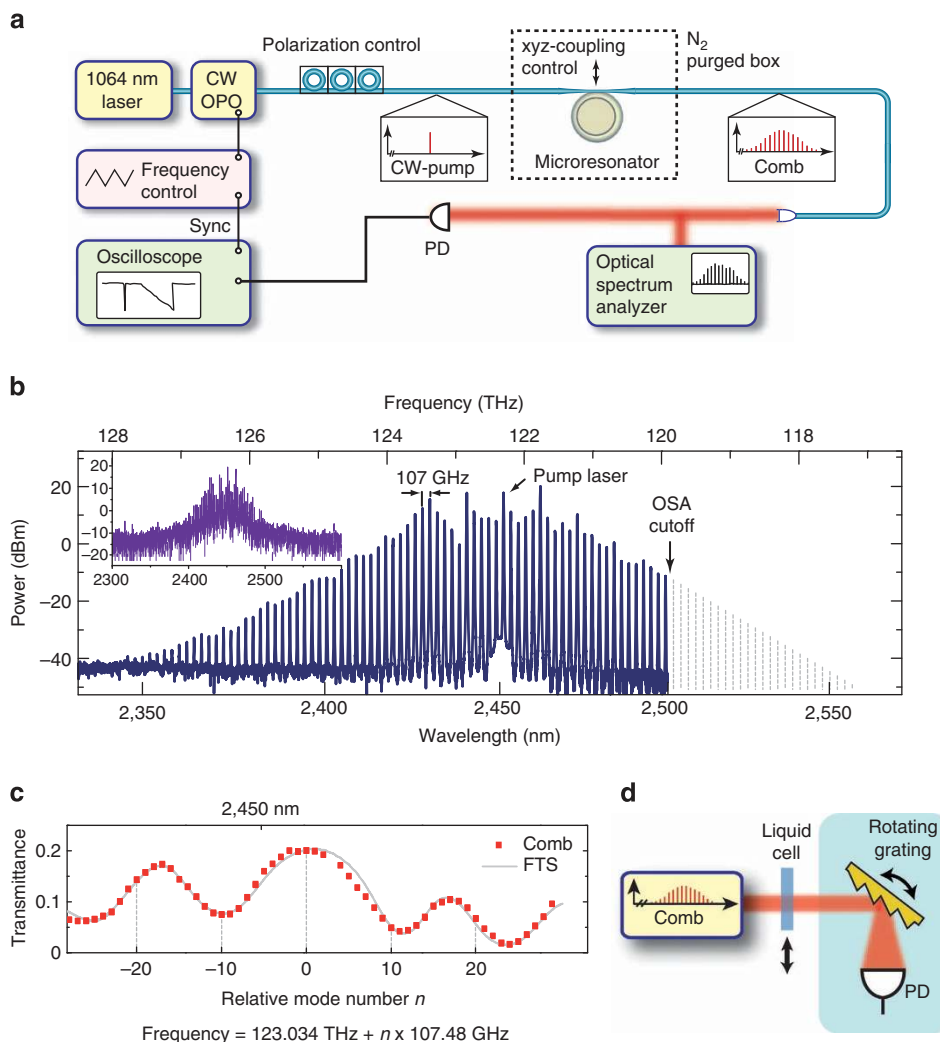 a
Polarization control
xyz-coupling
control
N2
purged box
1064 nm
laser
CW
OPO
CW-pump
Microresonator
Comb
Frequency
control
Sync
PD
Oscilloscope
Optical
spectrum
analyzer
b
Frequency (THz)
128 126 124 122 120 118
20
10
0
−10
−20
2300 2400 2500
107 GHz
Pump laser
OSA
cutoff
Power (dBm)
20
0
−20
−40
2,350 2,400 2,450 2,500 2,550
Wavelength (nm)
c
2,450 nm
Transmittance
0.2
0.1
0
Comb
FTS
−20 −10 0 10 20
Relative mode number n
Frequency = 123.034 THz + n x 107.48 GHz
d
Liquid
cell
Rotating
grating
Comb
PD